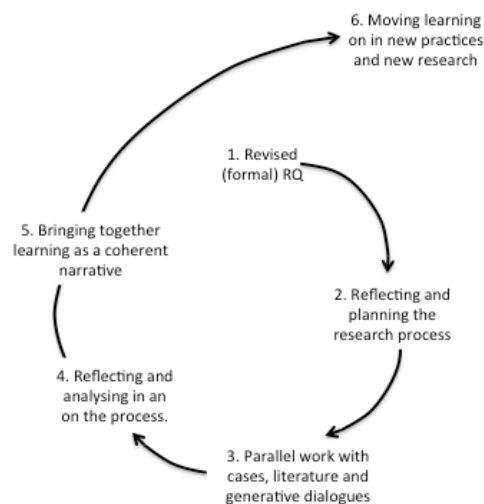 6. Moving learning
on in new practices
and new research
1. Revised
(formal) RQ
2. Reflecting and
planning the
research process
3. Parallel work with
cases, literature and
generative dialogues
4. Reflecting and
analysing in an
on the process.
5. Bringing together
learning as a coherent
narrative